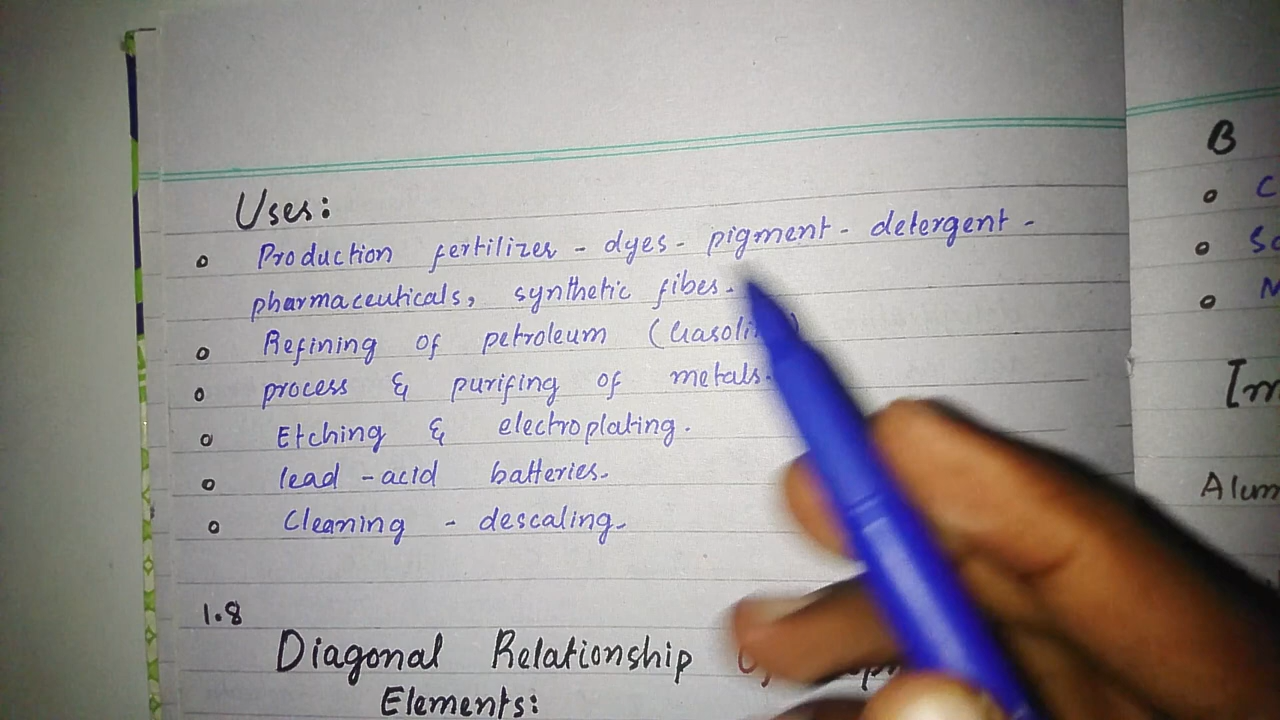 Uses:
Production fertilizer - dyes - pigment - detergent -
pharmaceuticals, synthetic fibes.
Refining of petroleum
process & purifing of metals.
Etching & electroplating.
lead-acid batteries.
Cleaning - descaling.
1.8
Diagonal Relationship
Elements:
B